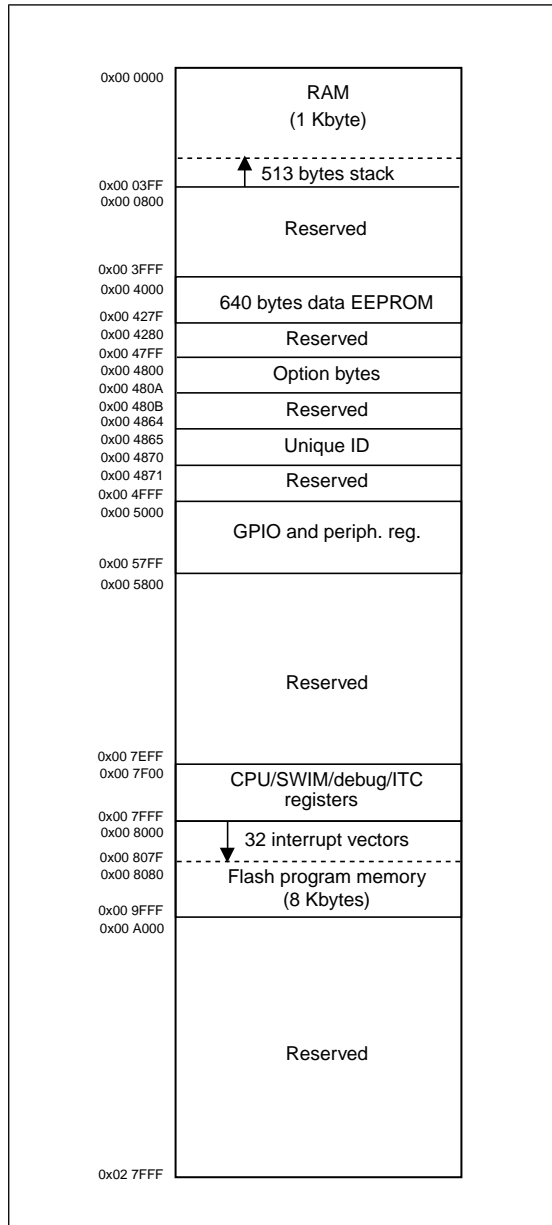 0x00 0000
RAM
(1 Kbyte)
513 bytes stack
0x00 03FF
0x00 0800
Reserved
0x00 3FFF
0x00 4000
640 bytes data EEPROM
0x00 427F
0x00 4280
Reserved
0x00 47FF
0x00 4800
Option bytes
0x00 480A
0x00 480B
Reserved
0x00 4864
0x00 4865
Unique ID
0x00 4870
0x00 4871
Reserved
0x00 4FFF
0x00 5000
GPIO and periph. reg.
0x00 57FF
0x00 5800
Reserved
0x00 7EFF
0x00 7F00
CPU/SWIM/debug/ITC
registers
0x00 7FFF
0x00 8000
32 interrupt vectors
0x00 807F
0x00 8080
Flash program memory
(8 Kbytes)
0x00 9FFF
0x00 A000
Reserved
0x02 7FFF